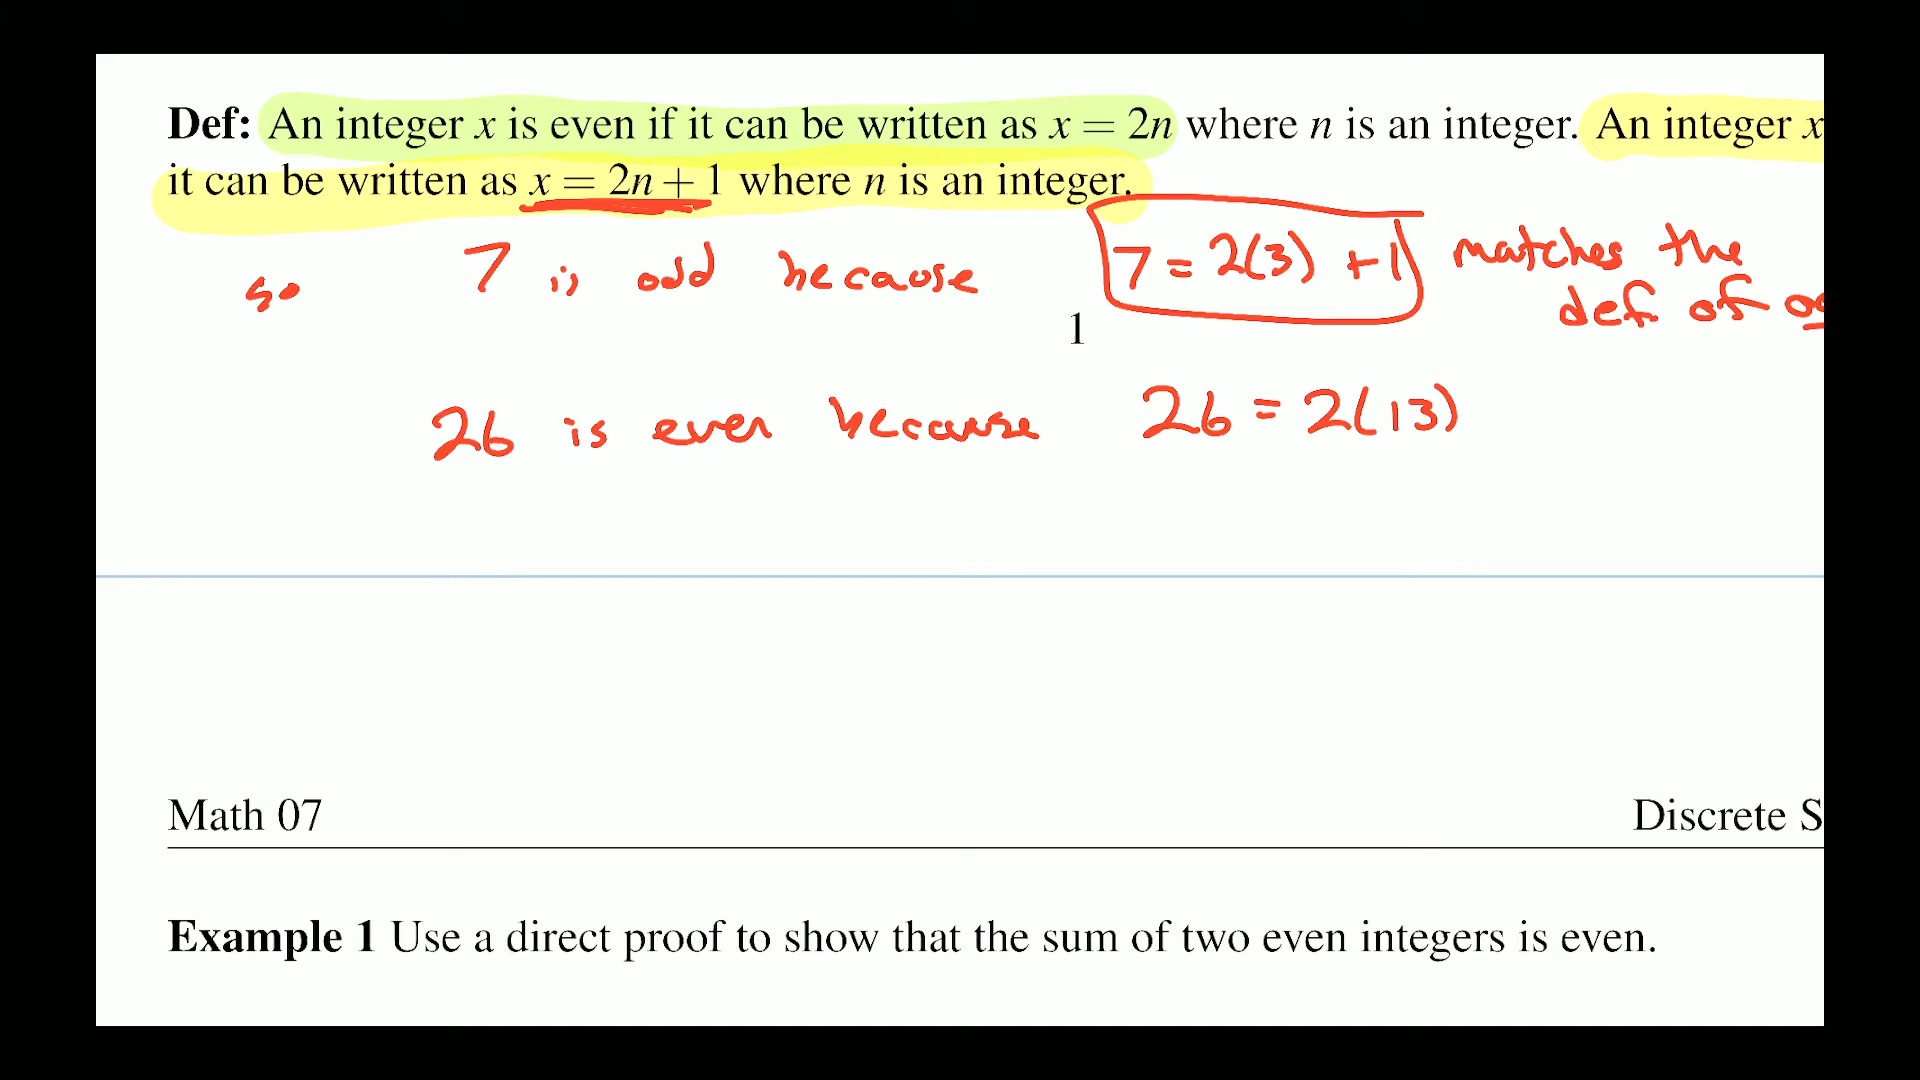 Def: An integer x is even if it can be written as x = 2n where n is an integer. An integer x
it can be written as x = 2n + 1 where n is an integer.
so 7 is odd because 7 = 2(3) + 1 matches the
def of
1
26 is even because 26 = 2(13)
Math 07 Discrete S
Example 1 Use a direct proof to show that the sum of two even integers is even.